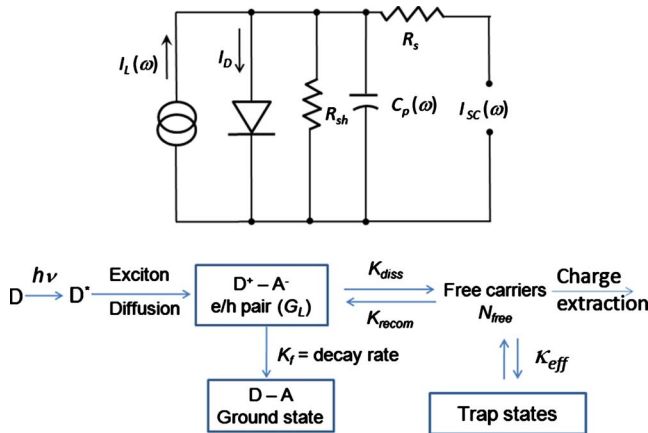 I_L(ω)
I_D
R_sh
C_p(ω)
R_s
I_SC(ω)
D
hν
D*
Exciton
Diffusion
D⁺ – A⁻
e/h pair (G_L)
K_diss
K_recom
Free carriers
N_free
Charge
extraction
K_f = decay rate
D – A
Ground state
K_eff
Trap states